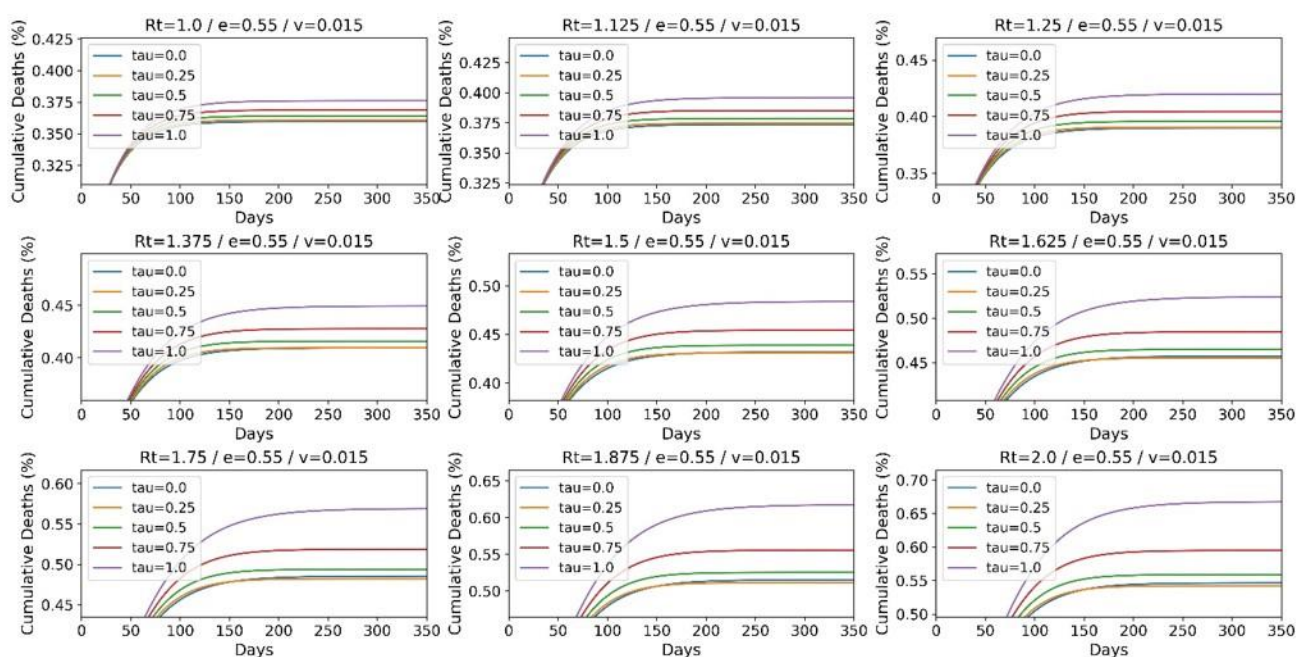 Rt=1.0 / e=0.55 / v=0.015
Cumulative Deaths (%)
0.425
0.400
0.375
0.350
0.325
tau=0.0
tau=0.25
tau=0.5
tau=0.75
tau=1.0
0 50 100 150 200 250 300 350
Days
Rt=1.125 / e=0.55 / v=0.015
Cumulative Deaths (%)
0.425
0.400
0.375
0.350
0.325
tau=0.0
tau=0.25
tau=0.5
tau=0.75
tau=1.0
0 50 100 150 200 250 300 350
Days
Rt=1.25 / e=0.55 / v=0.015
Cumulative Deaths (%)
0.45
0.40
0.35
tau=0.0
tau=0.25
tau=0.5
tau=0.75
tau=1.0
0 50 100 150 200 250 300 350
Days
Rt=1.375 / e=0.55 / v=0.015
Cumulative Deaths (%)
0.45
0.40
tau=0.0
tau=0.25
tau=0.5
tau=0.75
tau=1.0
0 50 100 150 200 250 300 350
Days
Rt=1.5 / e=0.55 / v=0.015
Cumulative Deaths (%)
0.50
0.45
0.40
tau=0.0
tau=0.25
tau=0.5
tau=0.75
tau=1.0
0 50 100 150 200 250 300 350
Days
Rt=1.625 / e=0.55 / v=0.015
Cumulative Deaths (%)
0.55
0.50
0.45
tau=0.0
tau=0.25
tau=0.5
tau=0.75
tau=1.0
0 50 100 150 200 250 300 350
Days
Rt=1.75 / e=0.55 / v=0.015
Cumulative Deaths (%)
0.60
0.55
0.50
0.45
tau=0.0
tau=0.25
tau=0.5
tau=0.75
tau=1.0
0 50 100 150 200 250 300 350
Days
Rt=1.875 / e=0.55 / v=0.015
Cumulative Deaths (%)
0.65
0.60
0.55
0.50
tau=0.0
tau=0.25
tau=0.5
tau=0.75
tau=1.0
0 50 100 150 200 250 300 350
Days
Rt=2.0 / e=0.55 / v=0.015
Cumulative Deaths (%)
0.70
0.65
0.60
0.55
0.50
tau=0.0
tau=0.25
tau=0.5
tau=0.75
tau=1.0
0 50 100 150 200 250 300 350
Days